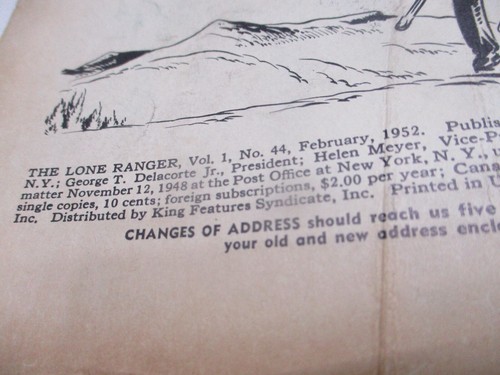 THE LONE RANGER, Vol. 1, No. 44, February, 1952. Publis
N.Y.; George T. Delacorte Jr., President; Helen Meyer, Vice-
matter November 12, 1948 at the Post Office at New York, N. Y., u
single copies, 10 cents; foreign subscriptions, $2.00 per year; Cana
Inc. Distributed by King Features Syndicate, Inc. Printed in
CHANGES OF ADDRESS should reach us five
your old and new address enclo